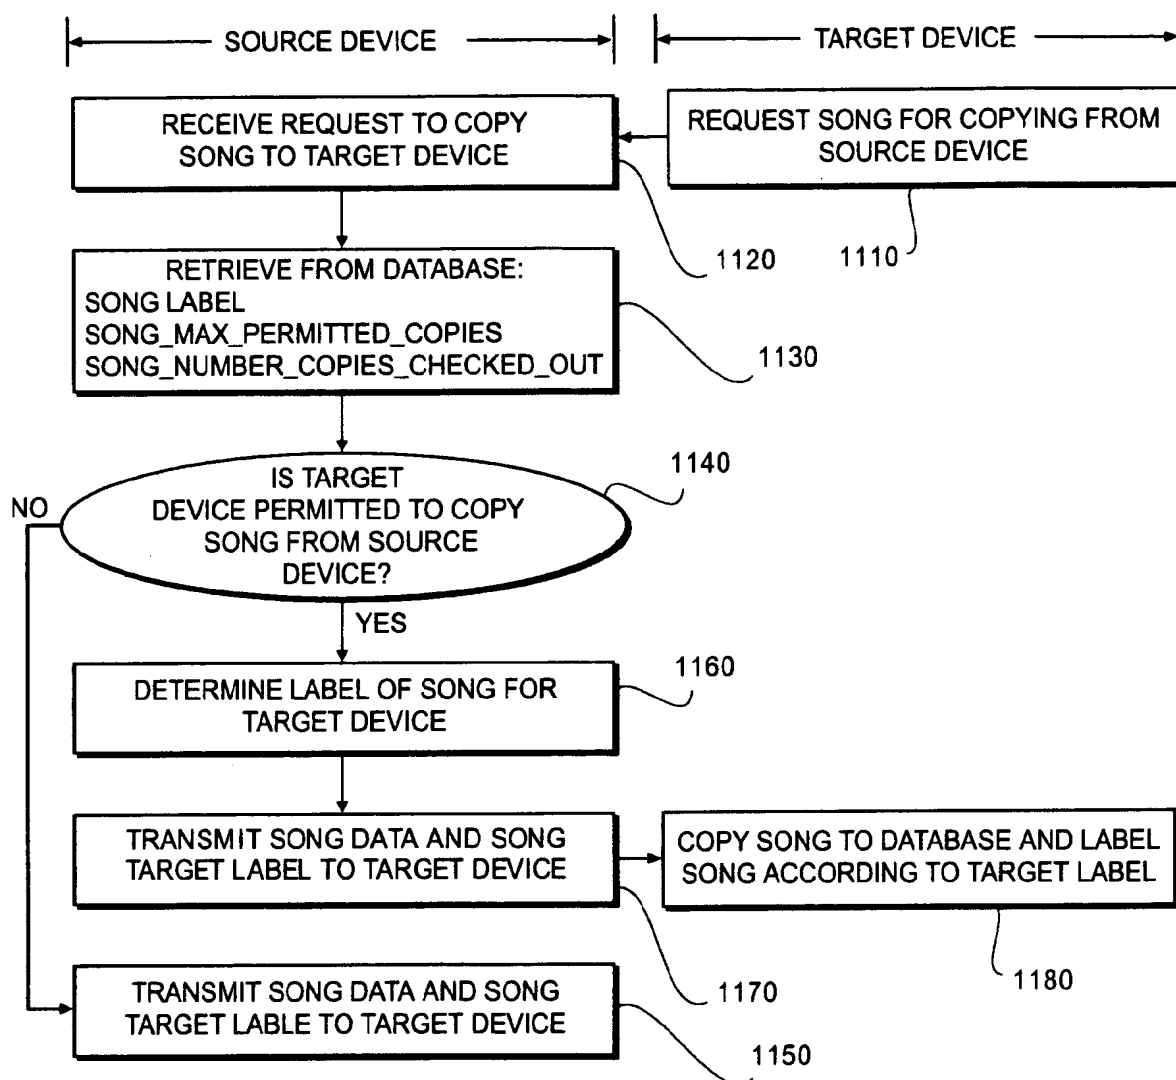 SOURCE DEVICE
TARGET DEVICE
RECEIVE REQUEST TO COPY
SONG TO TARGET DEVICE
REQUEST SONG FOR COPYING FROM
SOURCE DEVICE
1120
1110
RETRIEVE FROM DATABASE:
SONG LABEL
SONG_MAX_PERMITTED_COPIES
SONG_NUMBER_COPIES_CHECKED_OUT
1130
IS TARGET
DEVICE PERMITTED TO COPY
SONG FROM SOURCE
DEVICE?
1140
NO
YES
DETERMINE LABEL OF SONG FOR
TARGET DEVICE
1160
TRANSMIT SONG DATA AND SONG
TARGET LABEL TO TARGET DEVICE
COPY SONG TO DATABASE AND LABEL
SONG ACCORDING TO TARGET LABEL
1170
1180
TRANSMIT SONG DATA AND SONG
TARGET LABLE TO TARGET DEVICE
1150